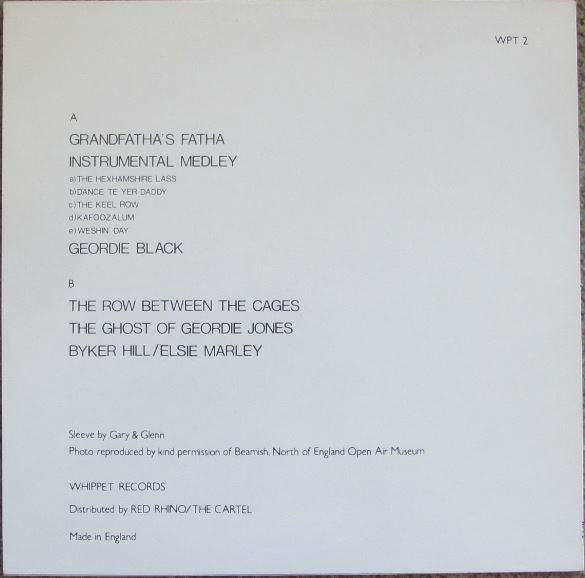 WPT 2
A
GRANDFATHA'S FATHA
INSTRUMENTAL MEDLEY
a)THE HEXHAMSHIRE LASS
b)DANCE TE YER DADDY
c)THE KEEL ROW
d)KAFOOZALUM
e)WESHIN DAY
GEORDIE BLACK
B
THE ROW BETWEEN THE CAGES
THE GHOST OF GEORDIE JONES
BYKER HILL/ELSIE MARLEY
Sleeve by Gary & Glenn
Photo reproduced by kind permission of Beamish, North of England Open Air Museum
WHIPPET RECORDS
Distributed by RED RHINO/THE CARTEL
Made in England